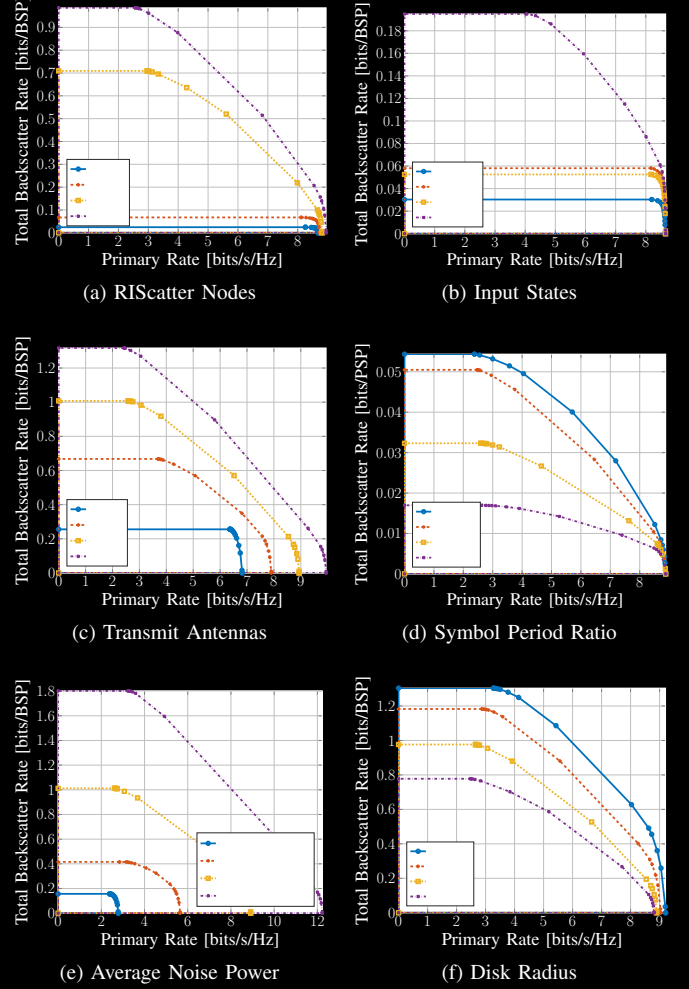 Total Backscatter Rate [bits/BSP]
0.9
0.8
0.7
0.6
0.5
0.4
0.3
0.2
0.1
0
0 1 2 3 4 5 6 7 8
Primary Rate [bits/s/Hz]
(a) RIScatter Nodes
Total Backscatter Rate [bits/BSP]
0.18
0.16
0.14
0.12
0.1
0.08
0.06
0.04
0.02
0
0 1 2 3 4 5 6 7 8
Primary Rate [bits/s/Hz]
(b) Input States
Total Backscatter Rate [bits/BSP]
1.2
1
0.8
0.6
0.4
0.2
0
0 1 2 3 4 5 6 7 8 9
Primary Rate [bits/s/Hz]
(c) Transmit Antennas
Total Backscatter Rate [bits/PSP]
0.05
0.04
0.03
0.02
0.01
0
0 1 2 3 4 5 6 7 8
Primary Rate [bits/s/Hz]
(d) Symbol Period Ratio
Total Backscatter Rate [bits/BSP]
1.8
1.6
1.4
1.2
1
0.8
0.6
0.4
0.2
0
0 2 4 6 8 10 12
Primary Rate [bits/s/Hz]
(e) Average Noise Power
Total Backscatter Rate [bits/BSP]
1.2
1
0.8
0.6
0.4
0.2
0
0 1 2 3 4 5 6 7 8 9
Primary Rate [bits/s/Hz]
(f) Disk Radius